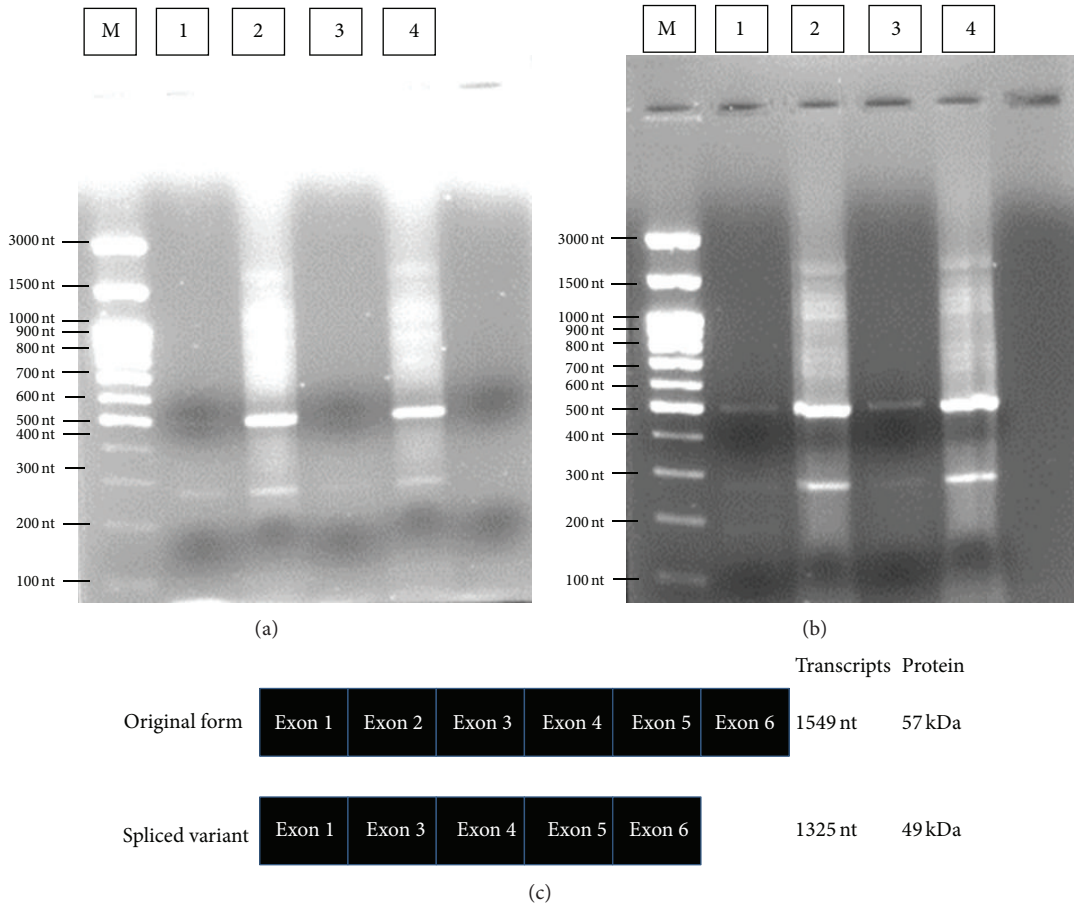 M 1 2 3 4
3000 nt
1500 nt
1000 nt
900 nt
800 nt
700 nt
600 nt
500 nt
400 nt
300 nt
200 nt
100 nt
(a)
M 1 2 3 4
3000 nt
1500 nt
1000 nt
900 nt
800 nt
700 nt
600 nt
500 nt
400 nt
300 nt
200 nt
100 nt
(b)
Transcripts Protein
Original form Exon 1 Exon 2 Exon 3 Exon 4 Exon 5 Exon 6 1549 nt 57 kDa
Spliced variant Exon 1 Exon 3 Exon 4 Exon 5 Exon 6 1325 nt 49 kDa
(c)